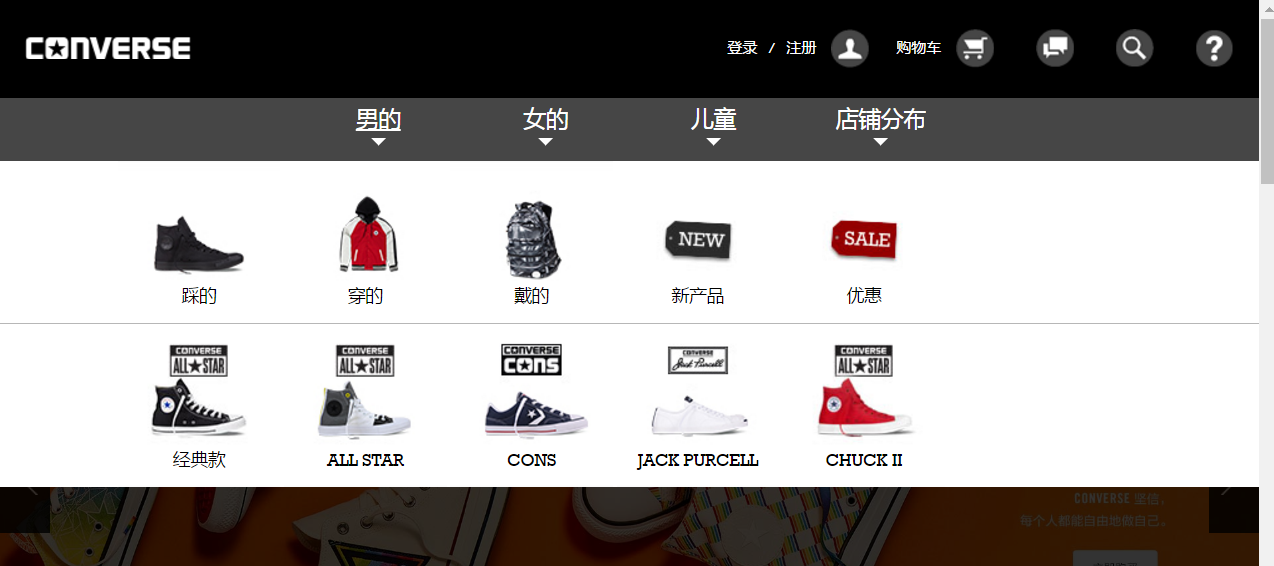 CONVERSE
登录 / 注册
购物车
男的
女的
儿童
店铺分布
NEW
SALE
踩的
穿的
戴的
新产品
优惠
CONVERSE
ALL★STAR
CONVERSE
ALL★STAR
CONVERSE
CONS
CONVERSE
Jack Purcell
CONVERSE
ALL★STAR
经典款
ALL STAR
CONS
JACK PURCELL
CHUCK II
CONVERSE 坚信,
每个人都能自由地做自己。